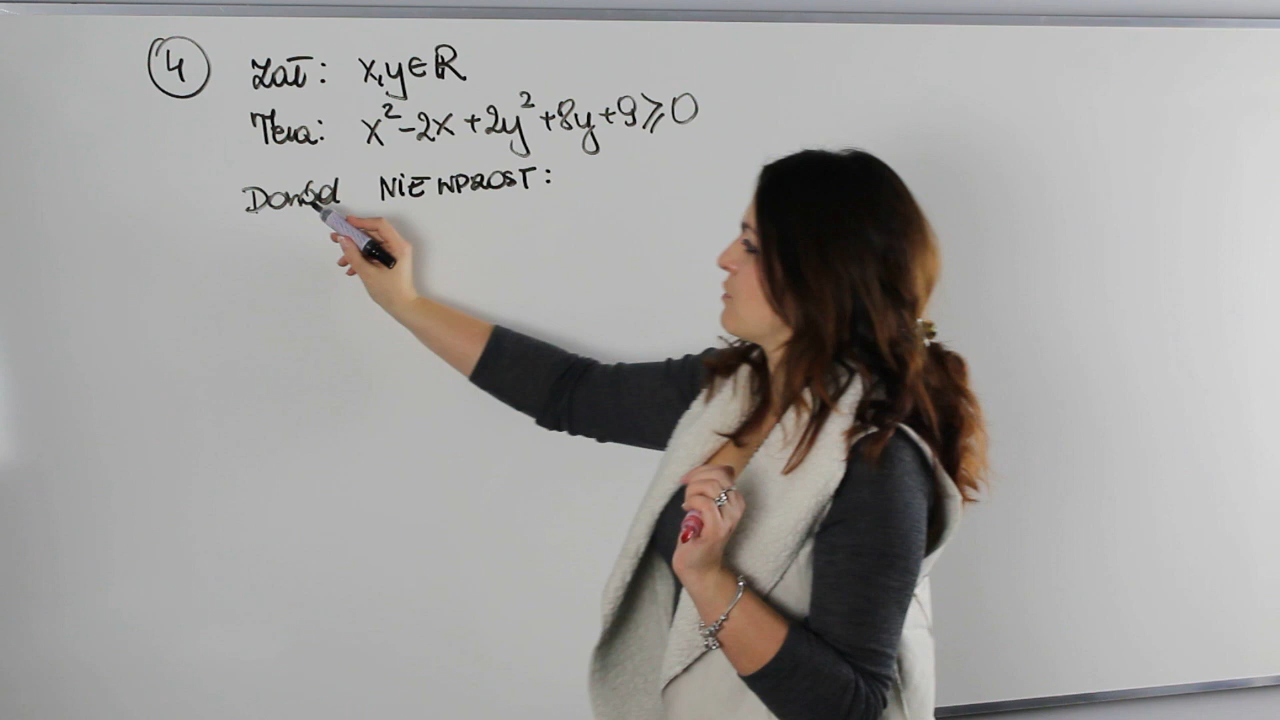 4 Zał: x,y∈ℝ
Teza: x²-2x+2y²+8y+9⩾0
Dowód NIE WPROST: